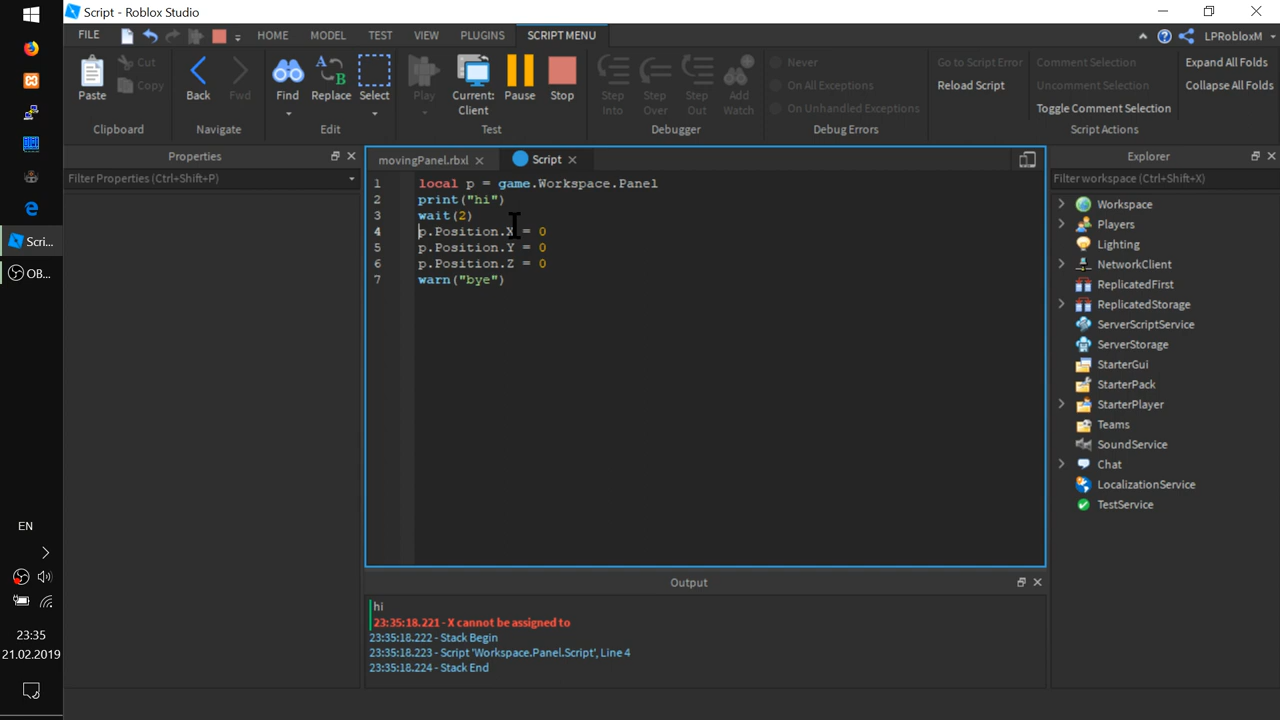 Script - Roblox Studio
FILE
HOME
MODEL
TEST
VIEW
PLUGINS
SCRIPT MENU
LPRobloxM
Paste
Cut
Copy
Clipboard
Back
Fwd
Navigate
Find
Replace
Select
Edit
Play
Current:
Client
Pause
Stop
Test
Step
Into
Step
Over
Step
Out
Add
Watch
Debugger
Never
On All Exceptions
On Unhandled Exceptions
Debug Errors
Go to Script Error
Reload Script
Comment Selection
Uncomment Selection
Toggle Comment Selection
Expand All Folds
Collapse All Folds
Script Actions
Properties
Filter Properties (Ctrl+Shift+P)
movingPanel.rbxl
Script
1 local p = game.Workspace.Panel
2 print("hi")
3 wait(2)
4 p.Position.X = 0
5 p.Position.Y = 0
6 p.Position.Z = 0
7 warn("bye")
Explorer
Filter workspace (Ctrl+Shift+X)
Workspace
Players
Lighting
NetworkClient
ReplicatedFirst
ReplicatedStorage
ServerScriptService
ServerStorage
StarterGui
StarterPack
StarterPlayer
Teams
SoundService
Chat
LocalizationService
TestService
Output
hi
23:35:18.221 - X cannot be assigned to
23:35:18.222 - Stack Begin
23:35:18.223 - Script 'Workspace.Panel.Script', Line 4
23:35:18.224 - Stack End
Scri...
OB...
EN
23:35
21.02.2019